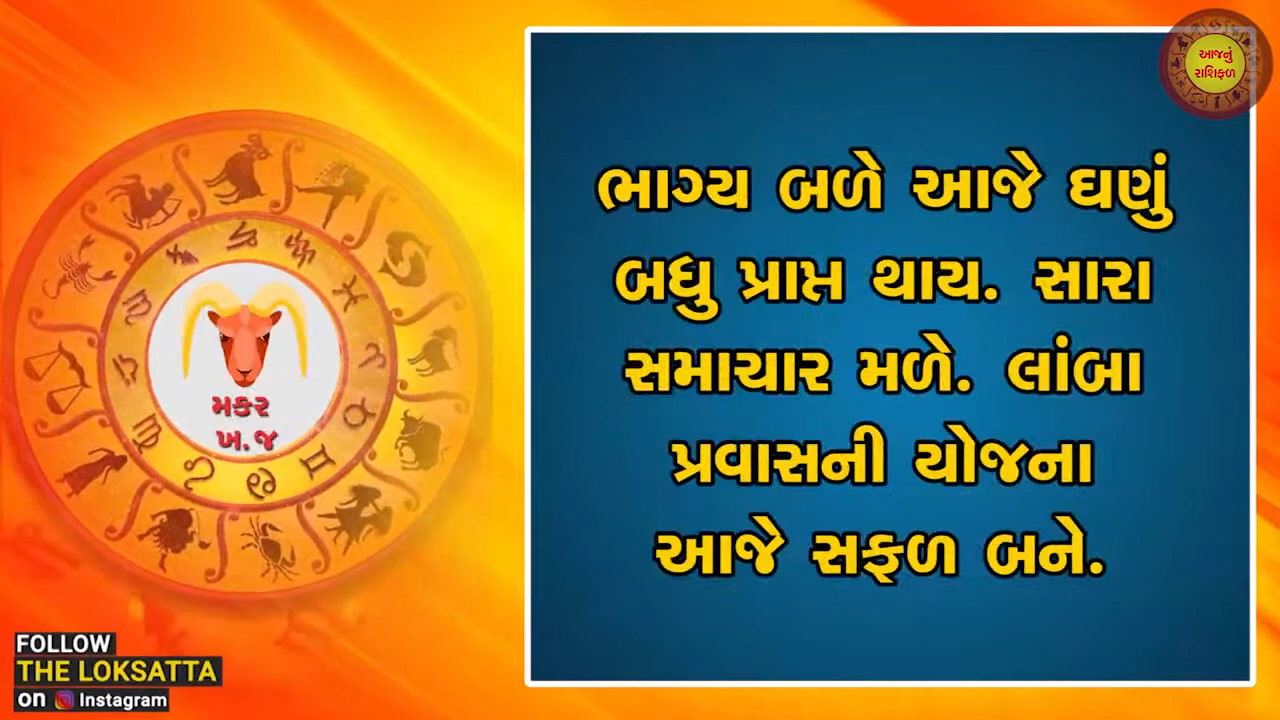 આજનું
રાશિફળ
ભાગ્ય બળે આજે ઘણું
બધુ પ્રાપ્ત થાય. સારા
સમાચાર મળે. લાંબા
પ્રવાસની યોજના
આજે સફળ બને.
મકર
ખ.જ
FOLLOW
THE LOKSATTA
on Instagram